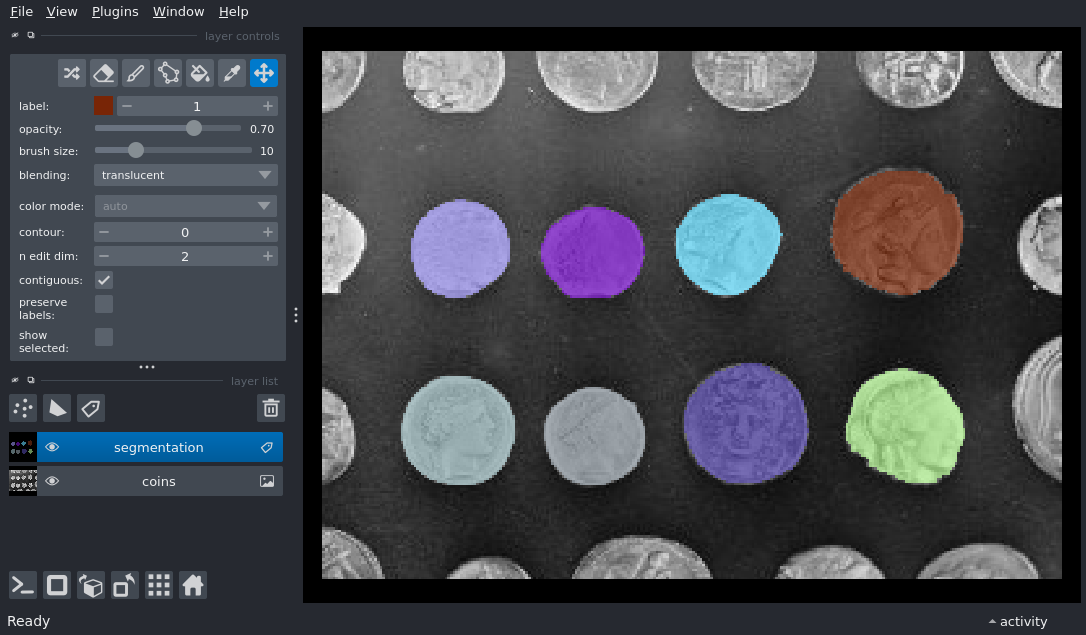 File View Plugins Window Help
layer controls
label: 1
opacity: 0.70
brush size: 10
blending: translucent
color mode: auto
contour: 0
n edit dim: 2
contiguous:
preserve
labels:
show
selected:
layer list
segmentation
coins
Ready
activity